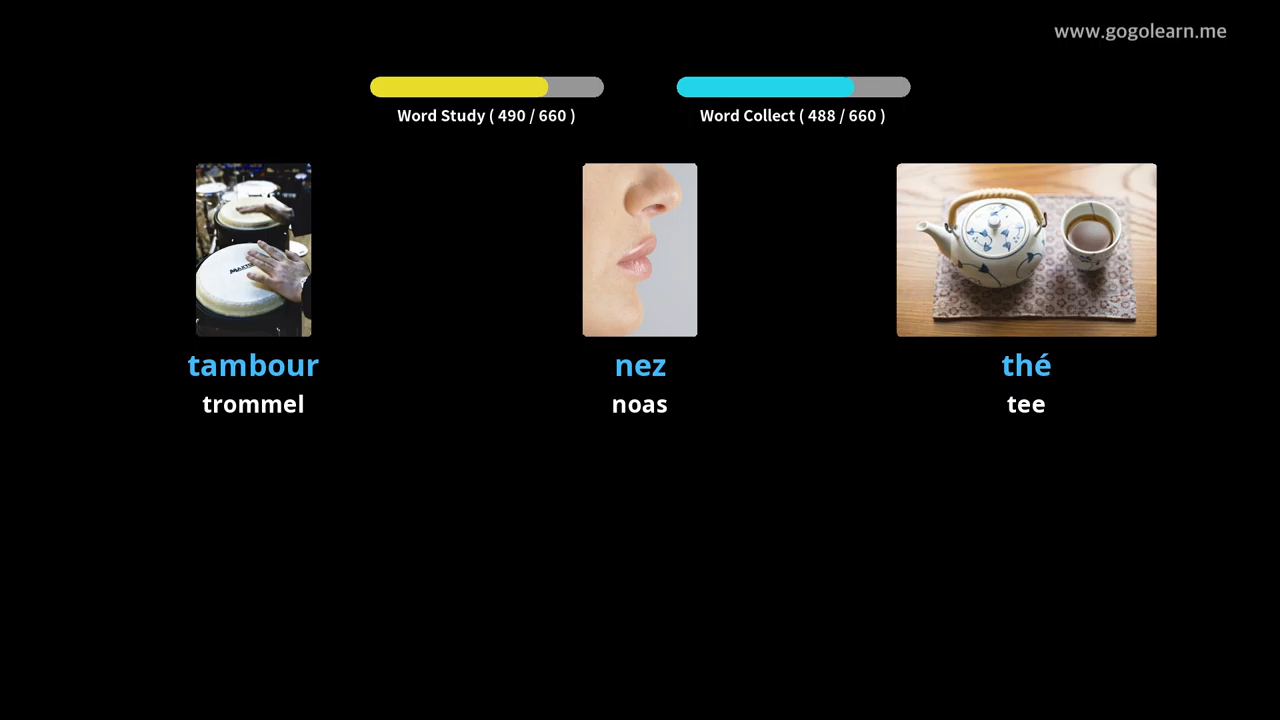 www.gogolearn.me
Word Study ( 490 / 660 )
Word Collect ( 488 / 660 )
tambour
nez
thé
trommel
noas
tee